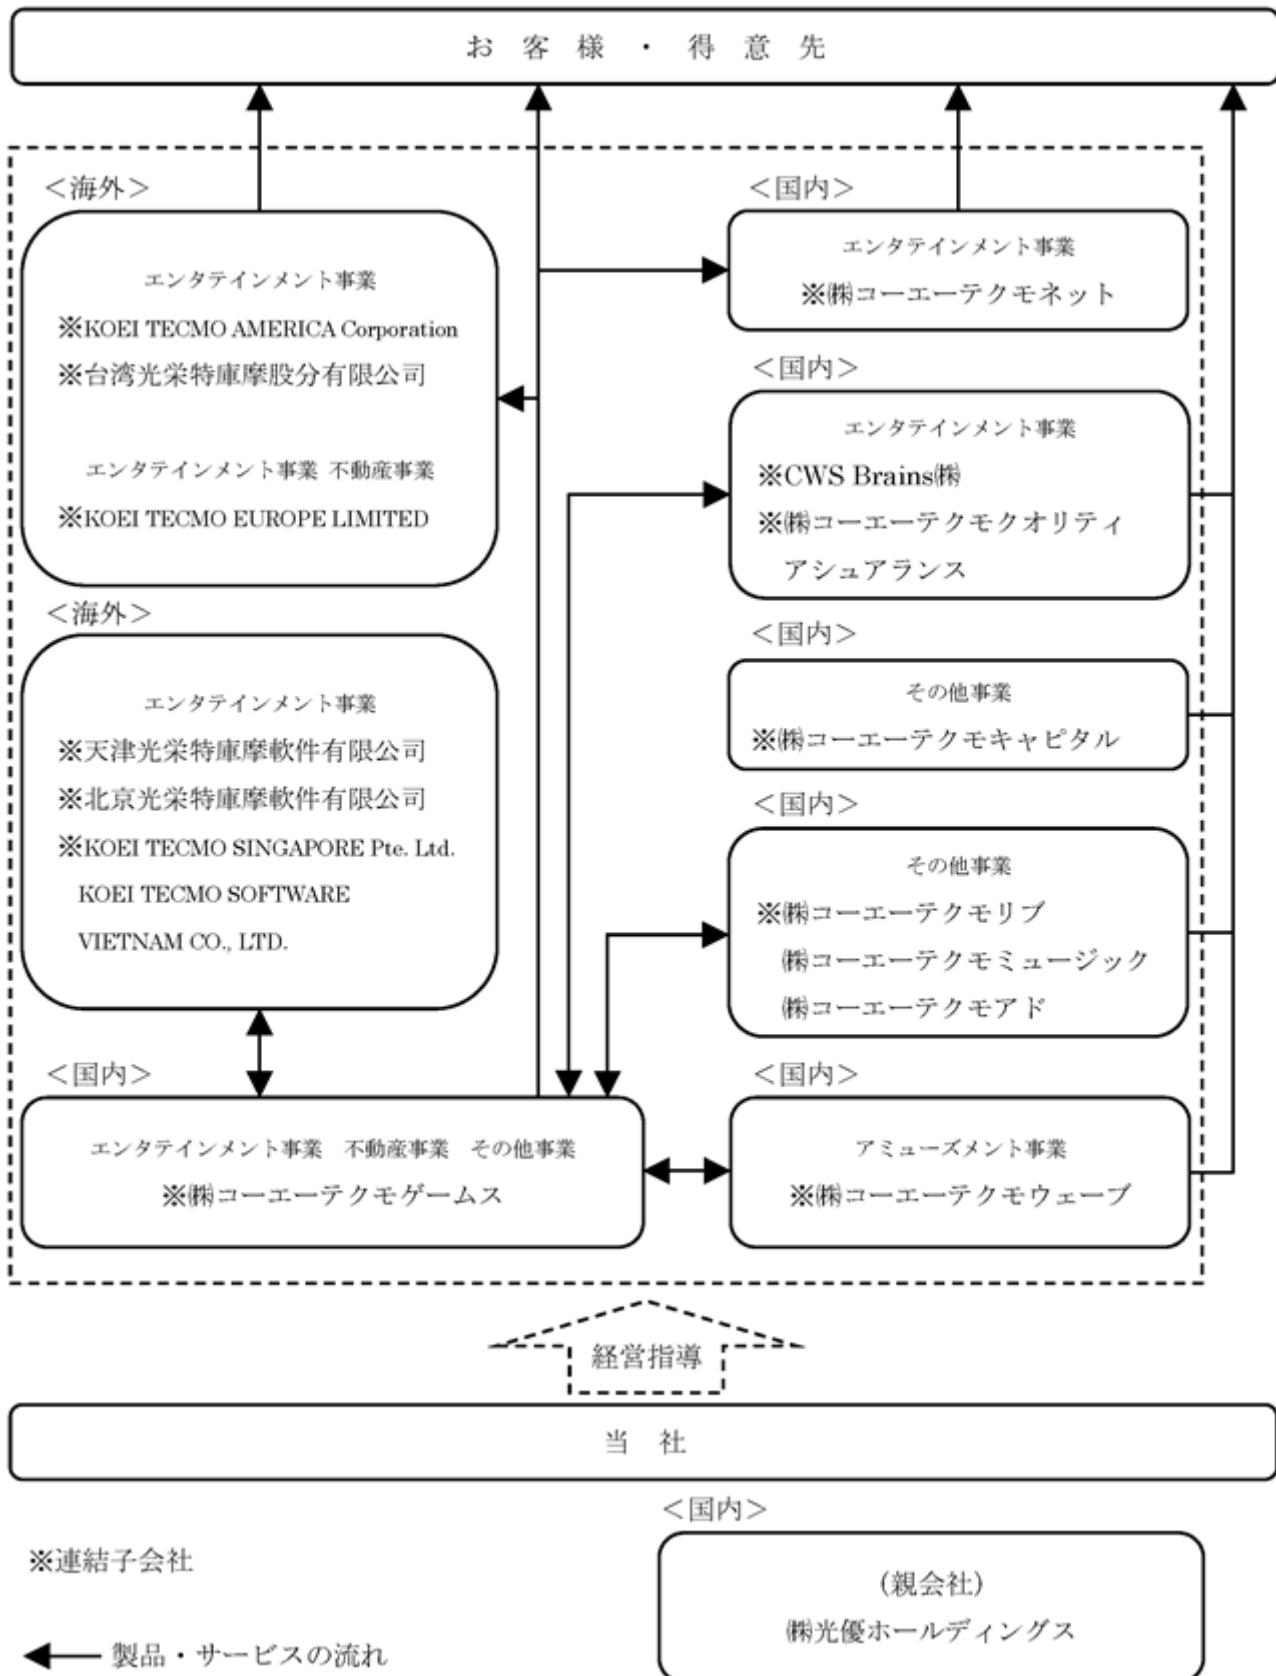 お客様・得意先
＜海外＞
エンタテインメント事業
※KOEI TECMO AMERICA Corporation
※台湾光栄特庫摩股分有限公司
エンタテインメント事業 不動産事業
※KOEI TECMO EUROPE LIMITED
＜海外＞
エンタテインメント事業
※天津光栄特庫摩軟件有限公司
※北京光栄特庫摩軟件有限公司
※KOEI TECMO SINGAPORE Pte. Ltd.
KOEI TECMO SOFTWARE
VIETNAM CO., LTD.
＜国内＞
エンタテインメント事業 不動産事業 その他事業
※㈱コーエーテクモゲームス
＜国内＞
エンタテインメント事業
※㈱コーエーテクモネット
＜国内＞
エンタテインメント事業
※CWS Brains㈱
※㈱コーエーテクモクオリティ
アシュアランス
＜国内＞
その他事業
※㈱コーエーテクモキャピタル
＜国内＞
その他事業
※㈱コーエーテクモリブ
㈱コーエーテクモミュージック
㈱コーエーテクモアド
＜国内＞
アミューズメント事業
※㈱コーエーテクモウェーブ
経営指導
当社
※連結子会社
製品・サービスの流れ
＜国内＞
(親会社)
㈱光優ホールディングス